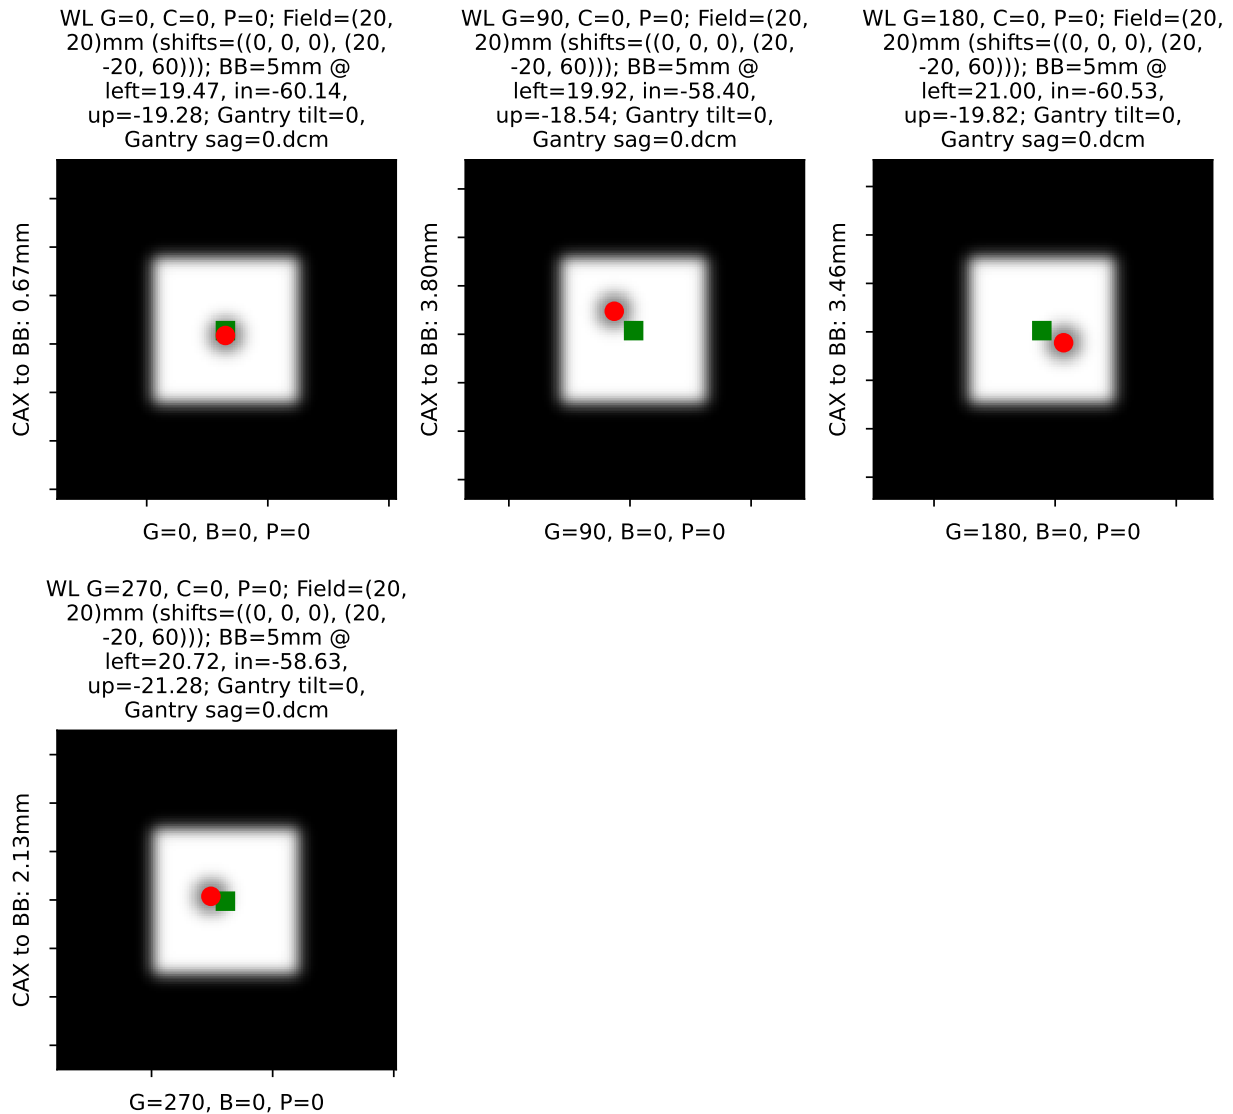 WL G=0, C=0, P=0; Field=(20,
20)mm (shifts=((0, 0, 0), (20,
-20, 60))); BB=5mm @
left=19.47, in=-60.14,
up=-19.28; Gantry tilt=0,
Gantry sag=0.dcm
CAX to BB: 0.67mm
G=0, B=0, P=0
WL G=90, C=0, P=0; Field=(20,
20)mm (shifts=((0, 0, 0), (20,
-20, 60))); BB=5mm @
left=19.92, in=-58.40,
up=-18.54; Gantry tilt=0,
Gantry sag=0.dcm
CAX to BB: 3.80mm
G=90, B=0, P=0
WL G=180, C=0, P=0; Field=(20,
20)mm (shifts=((0, 0, 0), (20,
-20, 60))); BB=5mm @
left=21.00, in=-60.53,
up=-19.82; Gantry tilt=0,
Gantry sag=0.dcm
CAX to BB: 3.46mm
G=180, B=0, P=0
WL G=270, C=0, P=0; Field=(20,
20)mm (shifts=((0, 0, 0), (20,
-20, 60))); BB=5mm @
left=20.72, in=-58.63,
up=-21.28; Gantry tilt=0,
Gantry sag=0.dcm
CAX to BB: 2.13mm
G=270, B=0, P=0